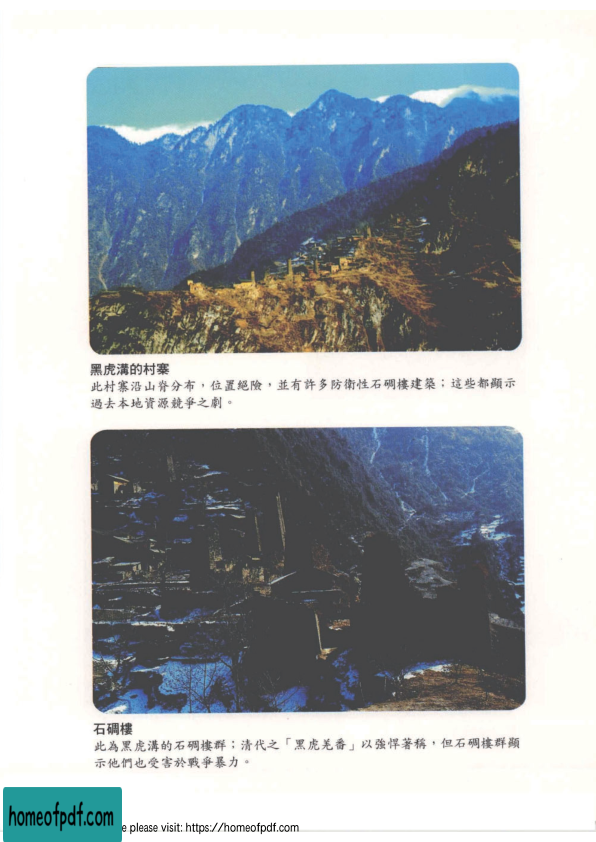 黑虎溝的村寨
此村寨沿山脊分布，位置絕險，並有許多防衛性石碉樓建築；這些都顯示
過去本地資源競爭之劇。
石碉樓
此為黑虎溝的石碉樓群；清代之「黑虎羌番」以強悍著稱，但石碉樓群顯
示他們也受害於戰爭暴力。
homeofpdf.com
e please visit: https://homeofpdf.com